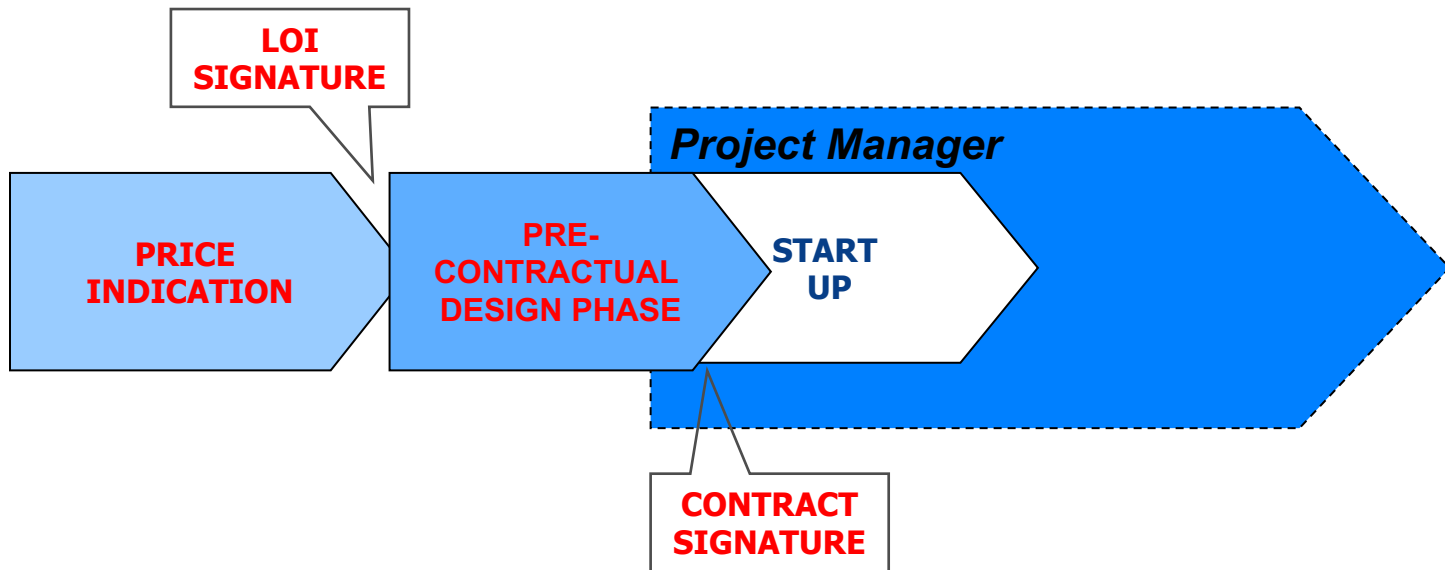 LOI
SIGNATURE
Project Manager
PRICE
INDICATION
PRE-
CONTRACTUAL
DESIGN PHASE
START
UP
CONTRACT
SIGNATURE